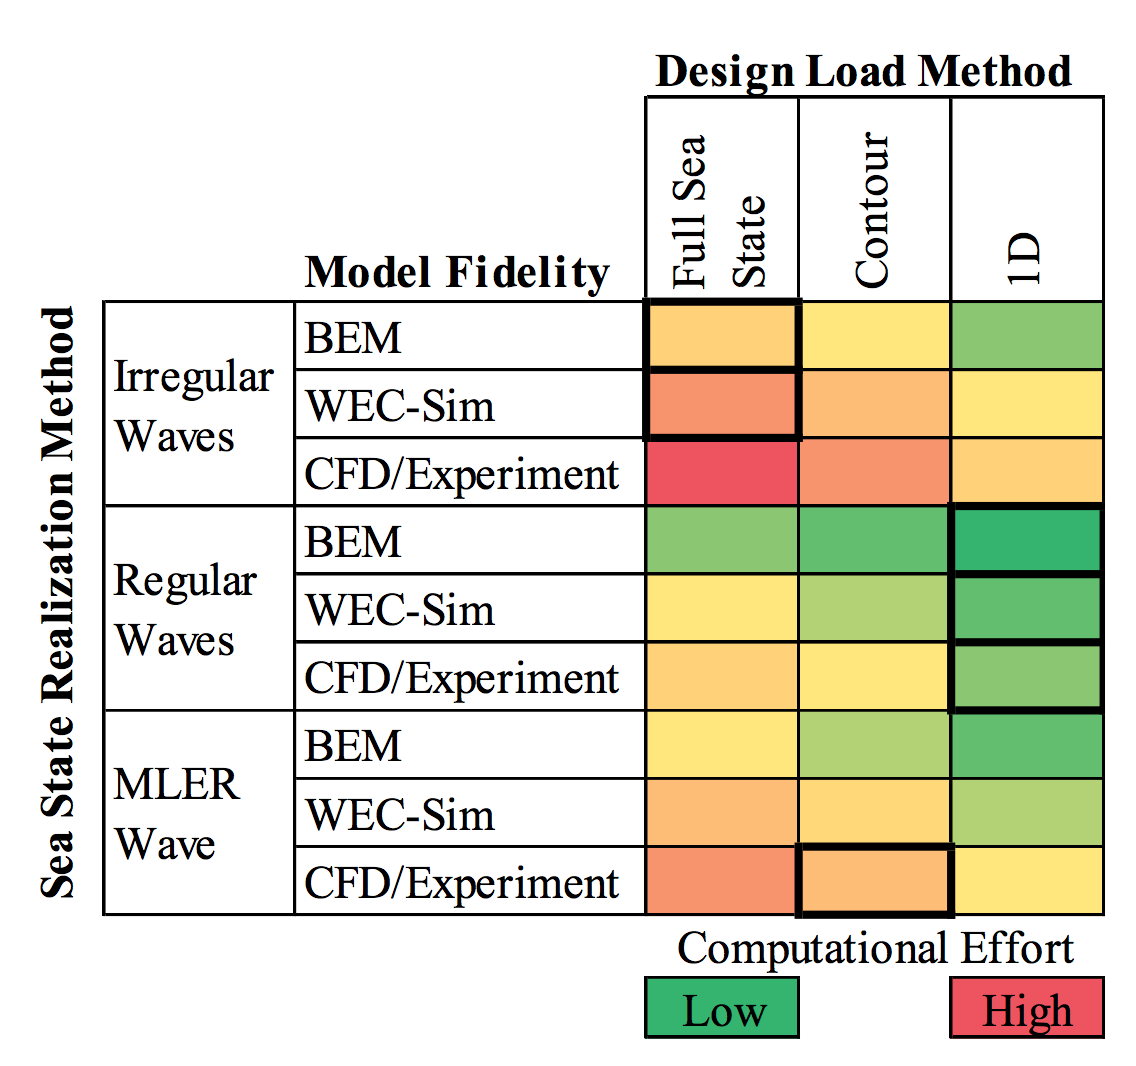 Design Load Method
Full Sea
State
Contour
1D
Model Fidelity
Sea State Realization Method
Irregular
Waves
BEM
WEC-Sim
CFD/Experiment
Regular
Waves
BEM
WEC-Sim
CFD/Experiment
MLER
Wave
BEM
WEC-Sim
CFD/Experiment
Computational Effort
Low
High